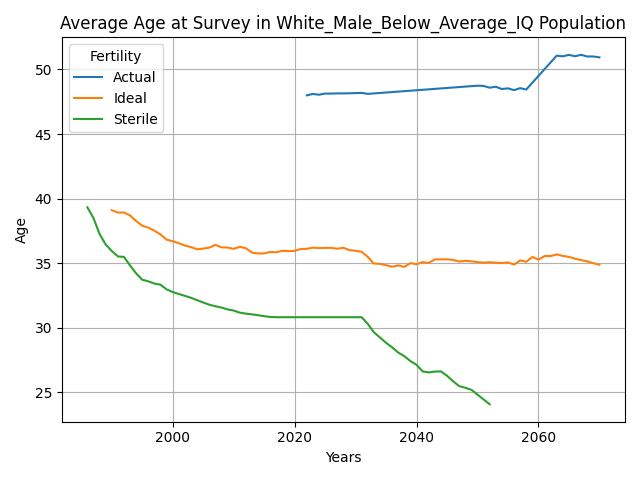 Average Age at Survey in White_Male_Below_Average_IQ Population
Fertility
Actual
Ideal
Sterile
Age
50
45
40
35
30
25
2000
2020
2040
2060
Years